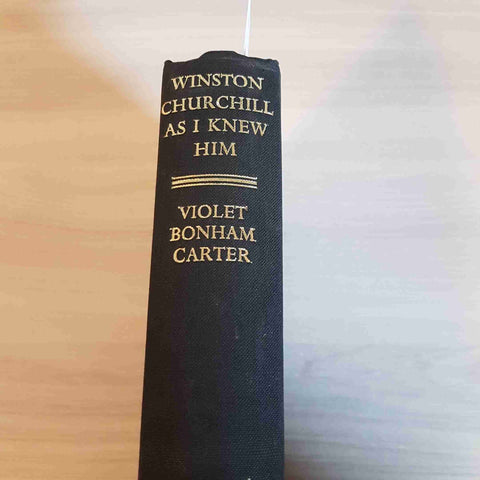 WINSTON
CHURCHILL
AS I KNEW
HIM
VIOLET
BONHAM
CARTER